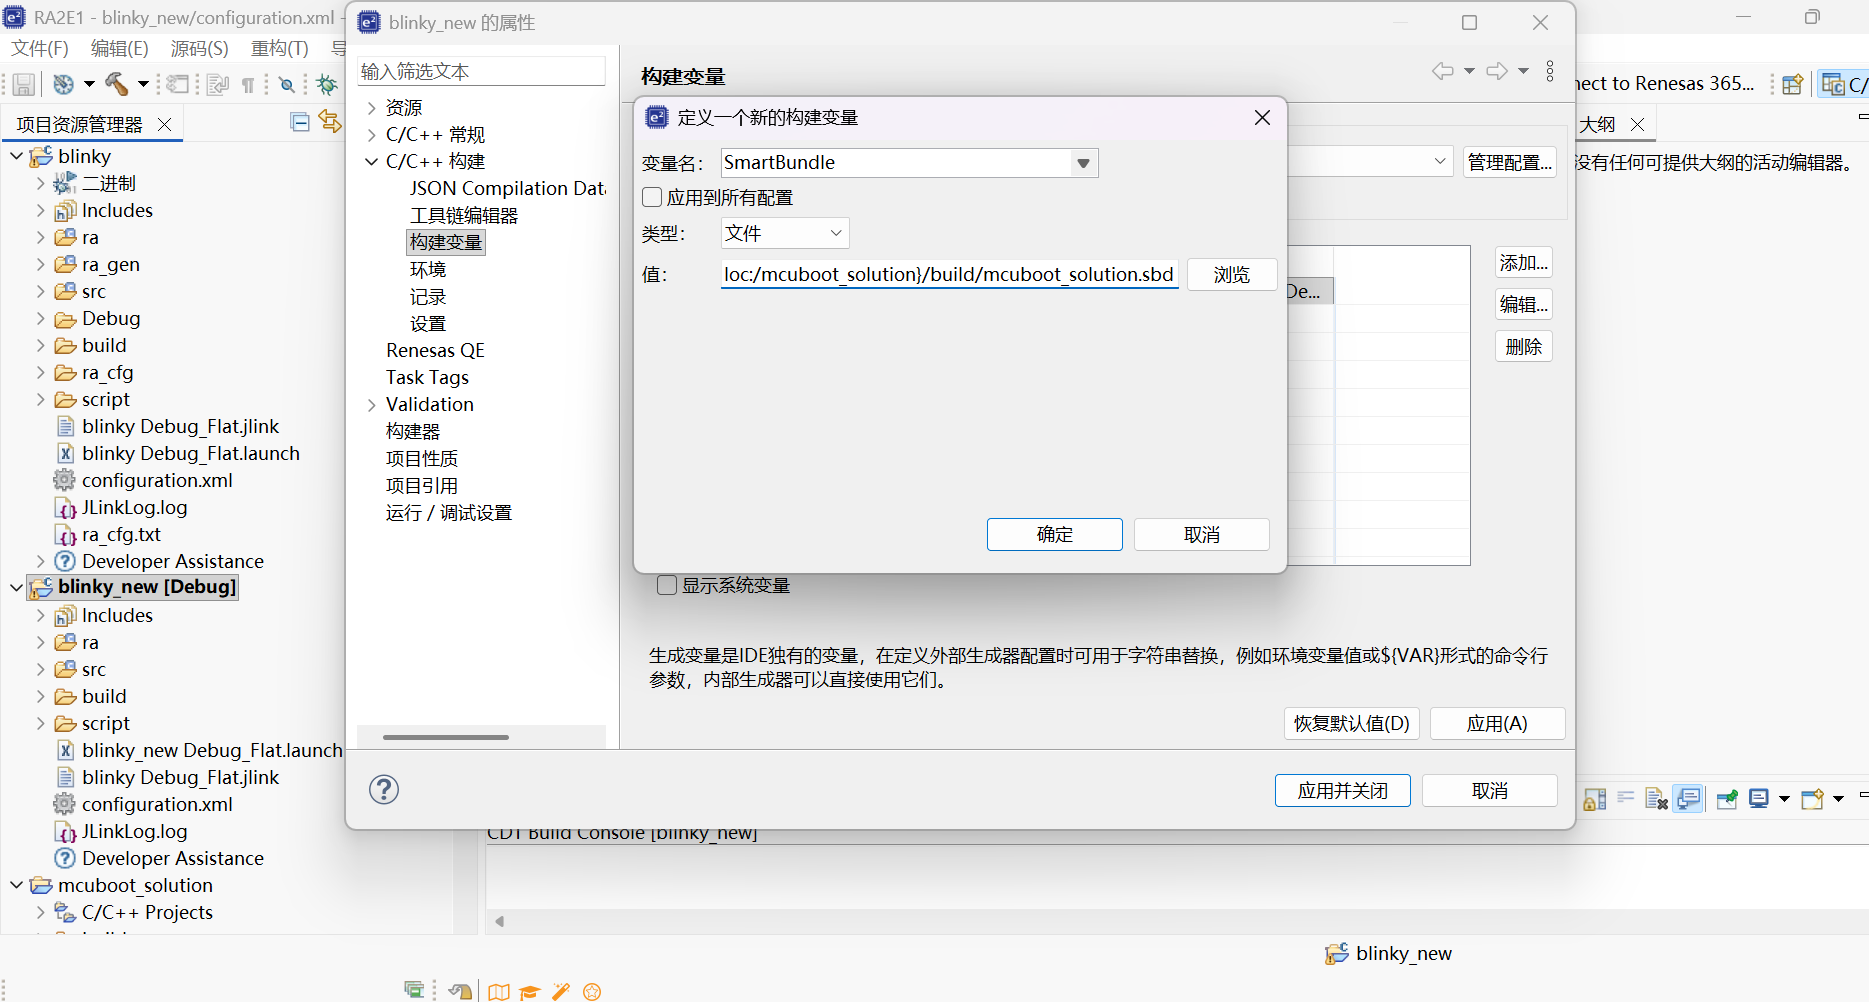 RA2E1 - blinky_new/configuration.xml -
文件(F) 编辑(E) 源码(S) 重构(T) 导
项目资源管理器
blinky
二进制
Includes
ra
ra_gen
src
Debug
build
ra_cfg
script
blinky Debug_Flat.jlink
blinky Debug_Flat.launch
configuration.xml
JLinkLog.log
ra_cfg.txt
Developer Assistance
blinky_new [Debug]
Includes
ra
src
build
script
blinky_new Debug_Flat.launch
blinky Debug_Flat.jlink
configuration.xml
JLinkLog.log
Developer Assistance
mcuboot_solution
C/C++ Projects
blinky_new 的属性
输入筛选文本
资源
C/C++ 常规
C/C++ 构建
JSON Compilation Data
工具链编辑器
构建变量
环境
记录
设置
Renesas QE
Task Tags
Validation
构建器
项目性质
项目引用
运行 / 调试设置
构建变量
管理配置...
De...
添加...
编辑...
删除
定义一个新的构建变量
变量名: SmartBundle
应用到所有配置
类型: 文件
值: loc:/mcuboot_solution}/build/mcuboot_solution.sbd 浏览
确定 取消
显示系统变量
生成变量是IDE独有的变量，在定义外部生成器配置时可用于字符串替换，例如环境变量值或${VAR}形式的命令行
参数，内部生成器可以直接使用它们。
恢复默认值(D) 应用(A)
应用并关闭 取消
nect to Renesas 365... C/
大纲
没有任何可提供大纲的活动编辑器。
CDT Build Console [blinky_new]
blinky_new